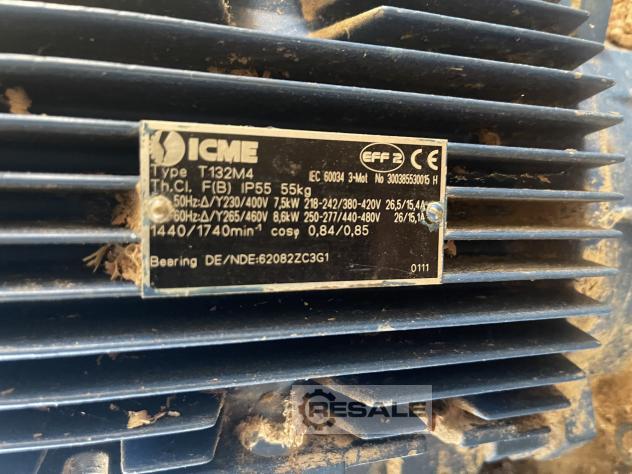 ICME
EFF 2 CE
Type T132M4
IEC 60034 3-Mot No 300385530015 H
Th.Cl. F(B) IP55 55kg
50Hz:Δ/Y230/400V 7,5kW 218-242/380-420V 26,5/15,4A
60Hz:Δ/Y265/460V 8,6kW 250-277/440-480V 26/15,1A
1440/1740min⁻¹ cosφ 0,84/0,85
Bearing DE/NDE:62082ZC3G1
0111
RESALE